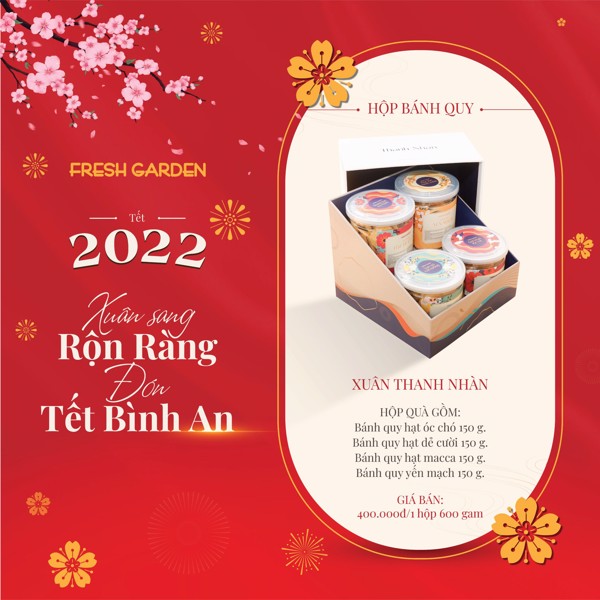 FRESH GARDEN
Tết
2022
Xuân sang
Rộn Ràng
Đón
Tết Bình An
HỘP BÁNH QUY
Thanh Nhàn
XUÂN THANH NHÀN
HỘP QUÀ GỒM:
Bánh quy hạt óc chó 150 g.
Bánh quy hạt dẻ cười 150 g.
Bánh quy hạt macca 150 g.
Bánh quy yến mạch 150 g.
GIÁ BÁN:
400.000đ/1 hộp 600 gam